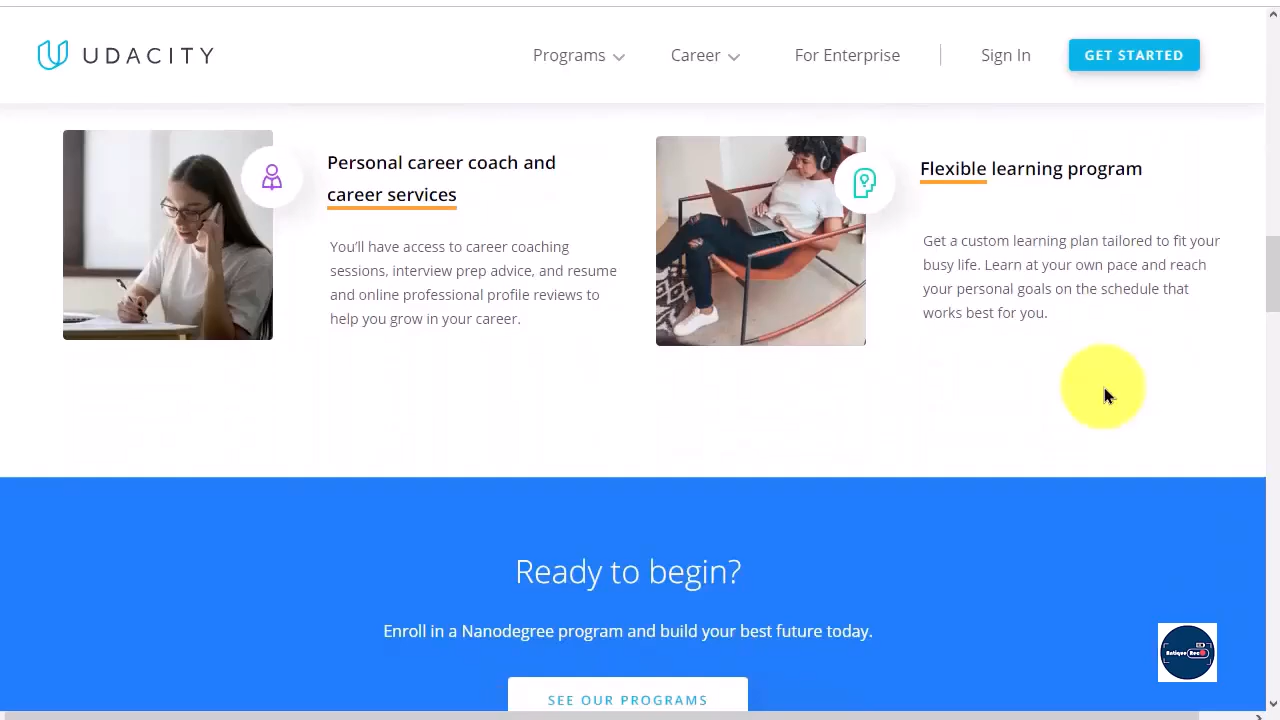 UDACITY
Programs
Career
For Enterprise
Sign In
GET STARTED
Personal career coach and
career services
You'll have access to career coaching
sessions, interview prep advice, and resume
and online professional profile reviews to
help you grow in your career.
Flexible learning program
Get a custom learning plan tailored to fit your
busy life. Learn at your own pace and reach
your personal goals on the schedule that
works best for you.
Ready to begin?
Enroll in a Nanodegree program and build your best future today.
SEE OUR PROGRAMS